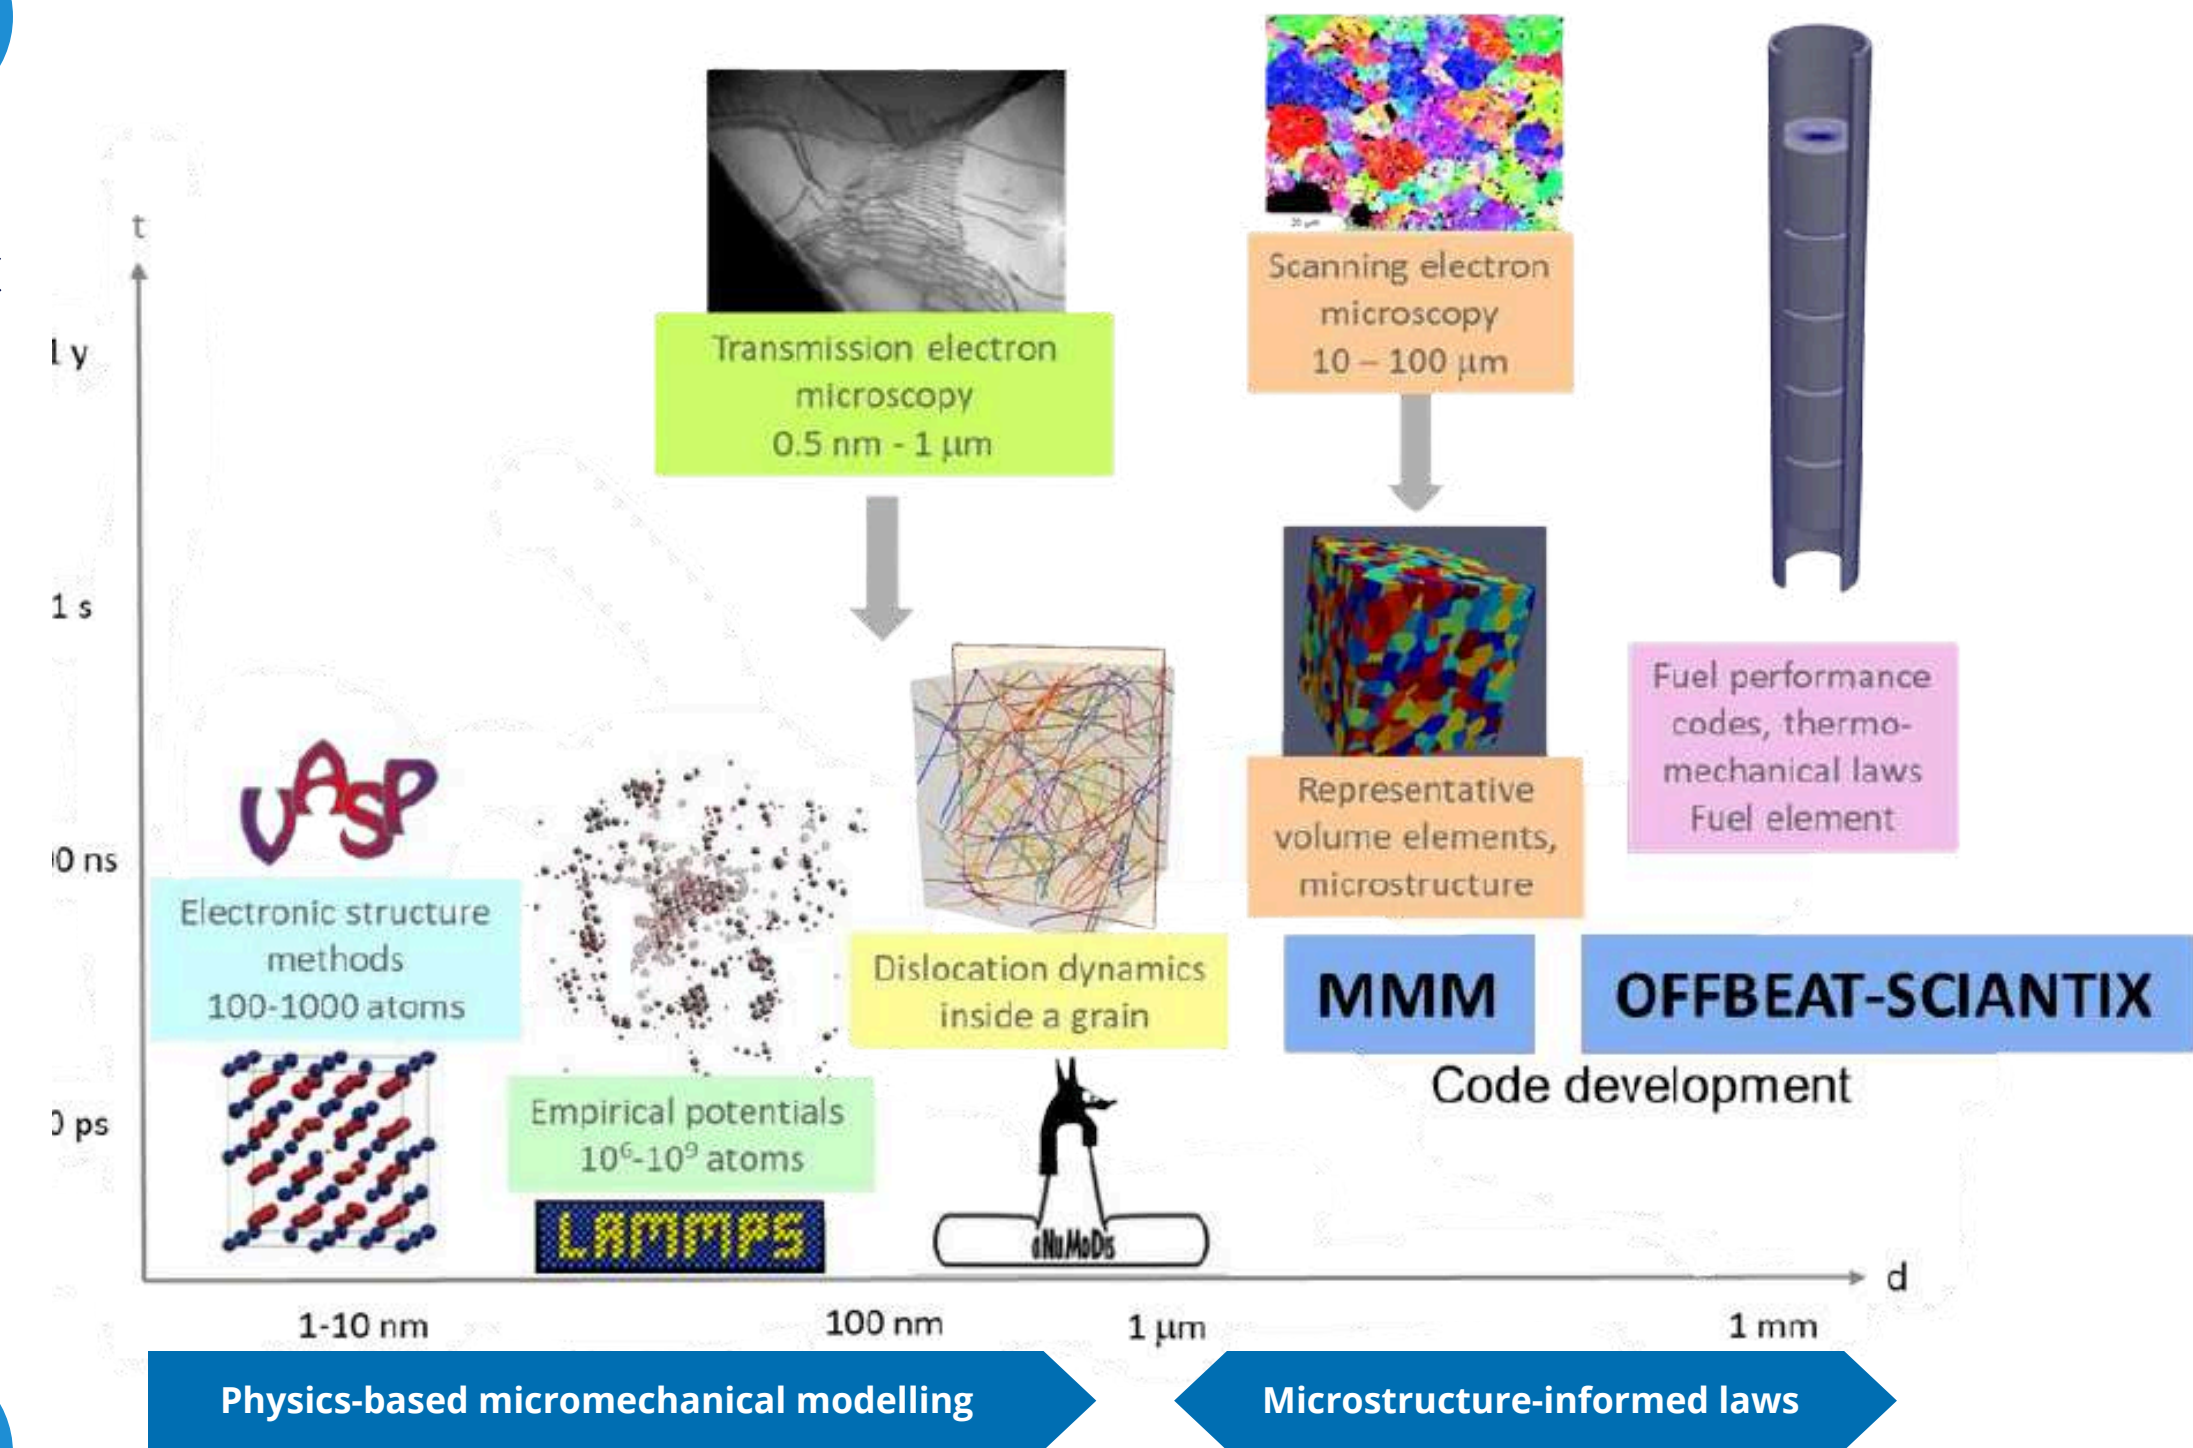 t
1 y
1 s
0 ns
0 ps
Transmission electron
microscopy
0.5 nm - 1 μm
Scanning electron
microscopy
10 – 100 μm
VASP
Electronic structure
methods
100-1000 atoms
Empirical potentials
10⁶-10⁹ atoms
LAMMPS
Dislocation dynamics
inside a grain
NuMoDis
Representative
volume elements,
microstructure
Fuel performance
codes, thermo-
mechanical laws
Fuel element
MMM
OFFBEAT-SCIANTIX
Code development
d
1-10 nm
100 nm
1 μm
1 mm
Physics-based micromechanical modelling
Microstructure-informed laws